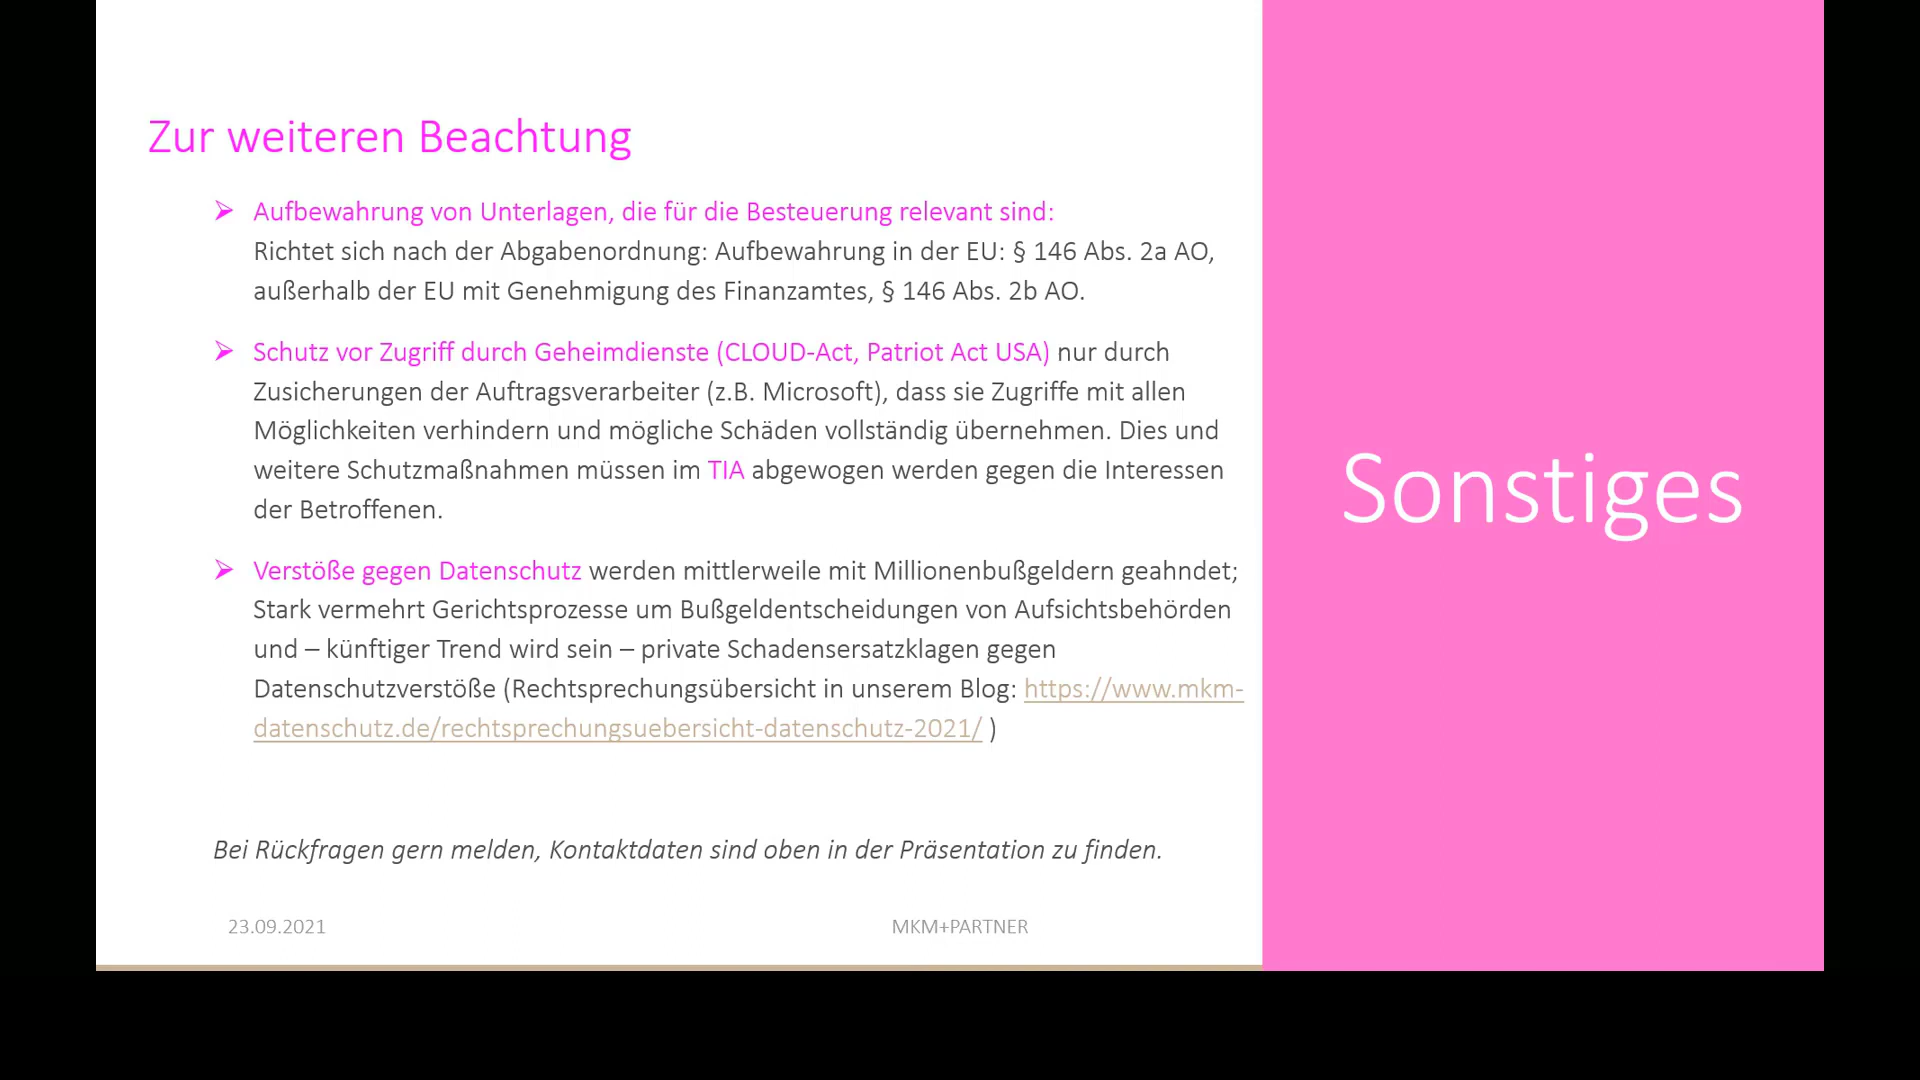 Zur weiteren Beachtung
➢ Aufbewahrung von Unterlagen, die für die Besteuerung relevant sind:
Richtet sich nach der Abgabenordnung: Aufbewahrung in der EU: § 146 Abs. 2a AO,
außerhalb der EU mit Genehmigung des Finanzamtes, § 146 Abs. 2b AO.
➢ Schutz vor Zugriff durch Geheimdienste (CLOUD-Act, Patriot Act USA) nur durch
Zusicherungen der Auftragsverarbeiter (z.B. Microsoft), dass sie Zugriffe mit allen
Möglichkeiten verhindern und mögliche Schäden vollständig übernehmen. Dies und
weitere Schutzmaßnahmen müssen im TIA abgewogen werden gegen die Interessen
der Betroffenen.
➢ Verstöße gegen Datenschutz werden mittlerweile mit Millionenbußgeldern geahndet;
Stark vermehrt Gerichtsprozesse um Bußgeldentscheidungen von Aufsichtsbehörden
und – künftiger Trend wird sein – private Schadensersatzklagen gegen
Datenschutzverstöße (Rechtsprechungsübersicht in unserem Blog: https://www.mkm-
datenschutz.de/rechtsprechungsuebersicht-datenschutz-2021/ )
Bei Rückfragen gern melden, Kontaktdaten sind oben in der Präsentation zu finden.
23.09.2021
MKM+PARTNER
Sonstiges